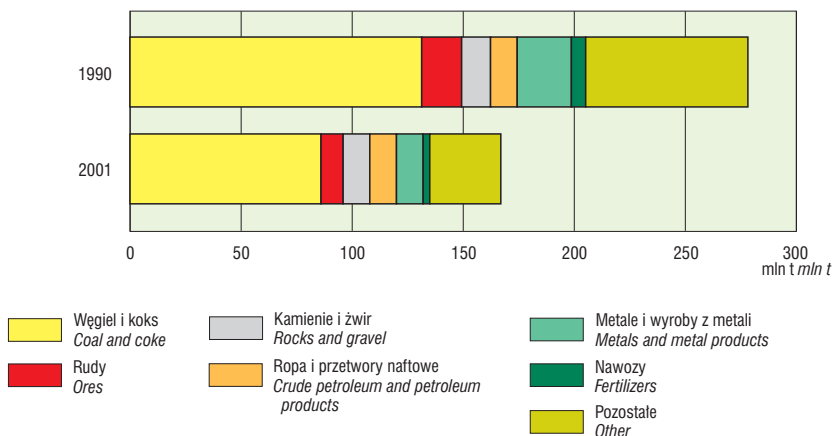 1990
2001
0 50 100 150 200 250 300
mln t mln t
Węgiel i koks
Coal and coke
Rudy
Ores
Kamienie i żwir
Rocks and gravel
Ropa i przetwory naftowe
Crude petroleum and petroleum
products
Metale i wyroby z metali
Metals and metal products
Nawozy
Fertilizers
Pozostałe
Other